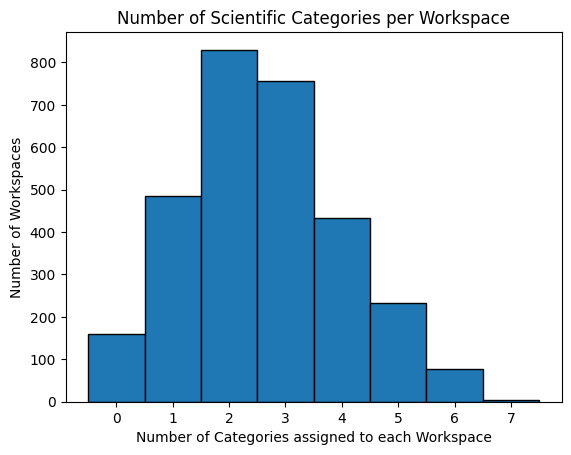 Number of Scientific Categories per Workspace
800
700
600
500
400
300
200
100
0
Number of Workspaces
0 1 2 3 4 5 6 7
Number of Categories assigned to each Workspace